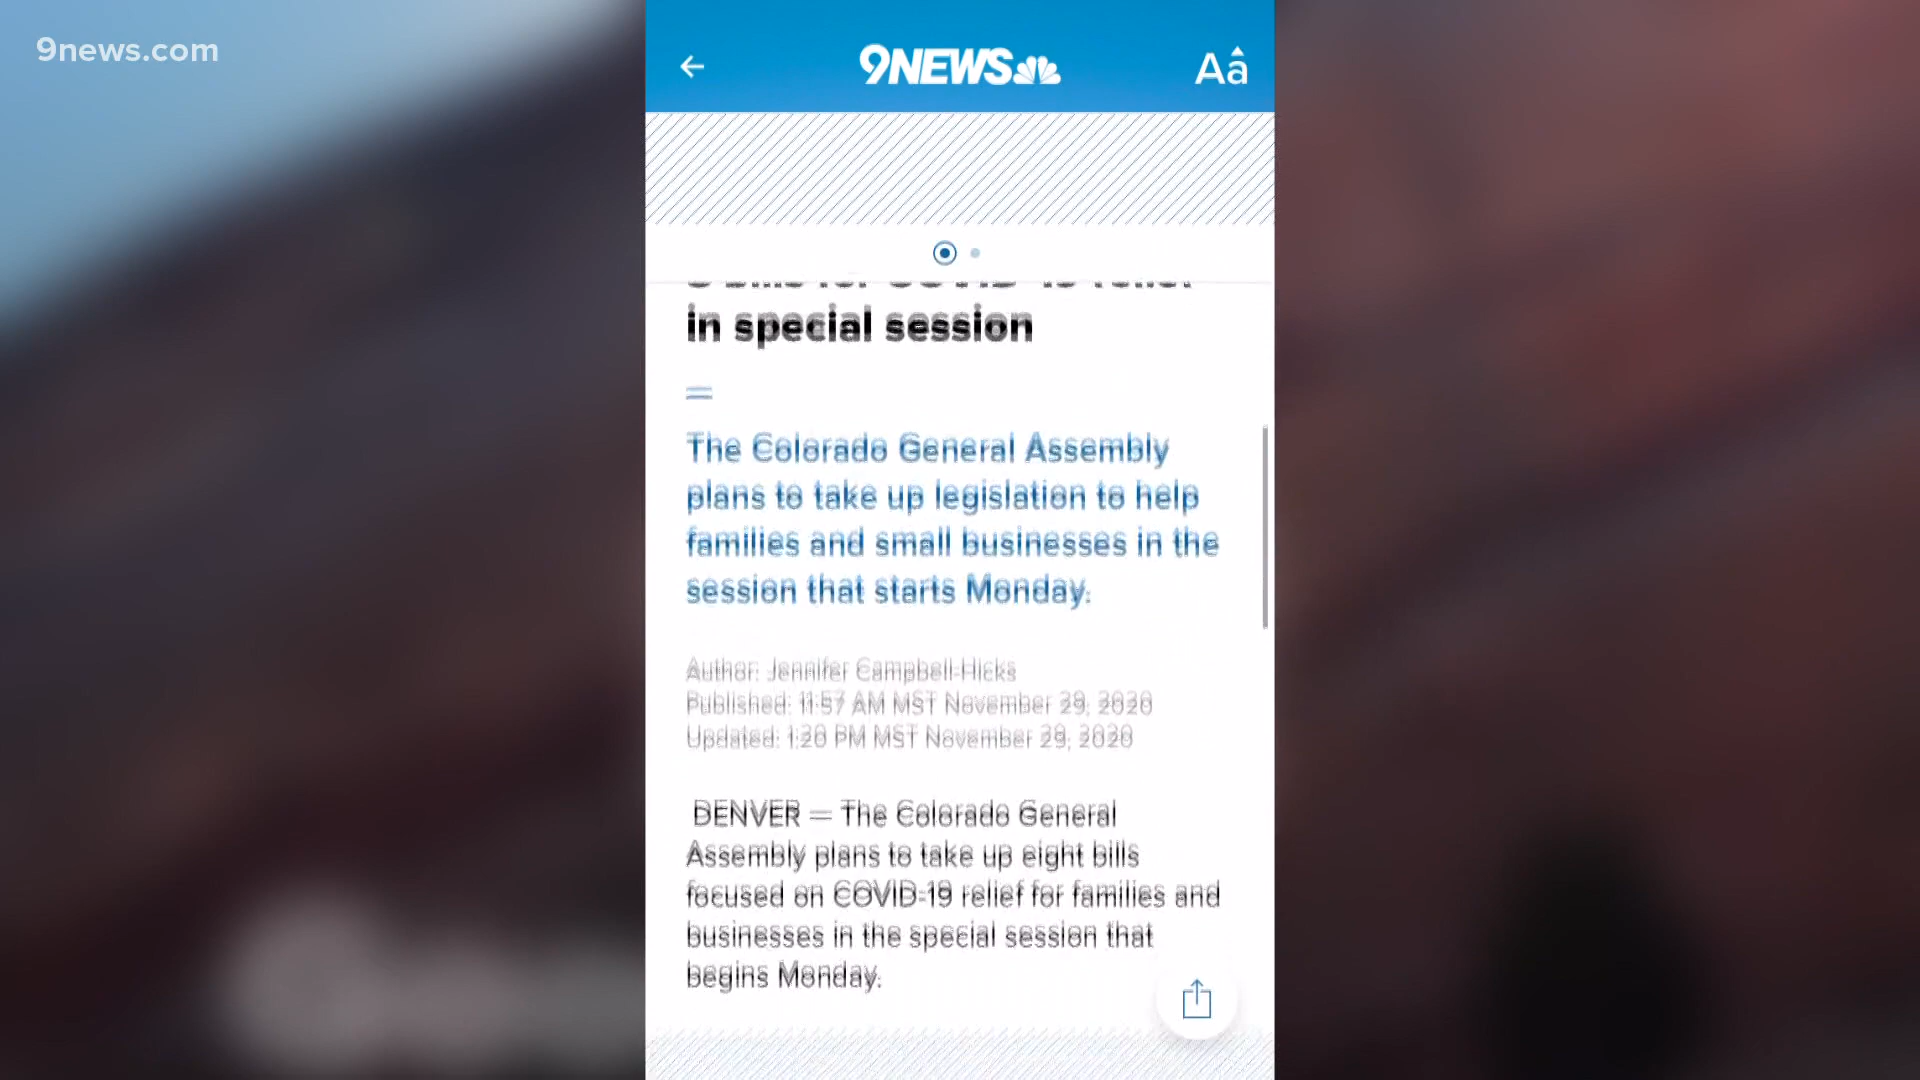 9news.com
9NEWS
Aa
in special session
The Colorado General Assembly
plans to take up legislation to help
families and small businesses in the
session that starts Monday.
Author: Jennifer Campbell-Hicks
Published: 11:57 AM MST November 29, 2020
Updated: 1:20 PM MST November 29, 2020
DENVER — The Colorado General
Assembly plans to take up eight bills
focused on COVID-19 relief for families and
businesses in the special session that
begins Monday.